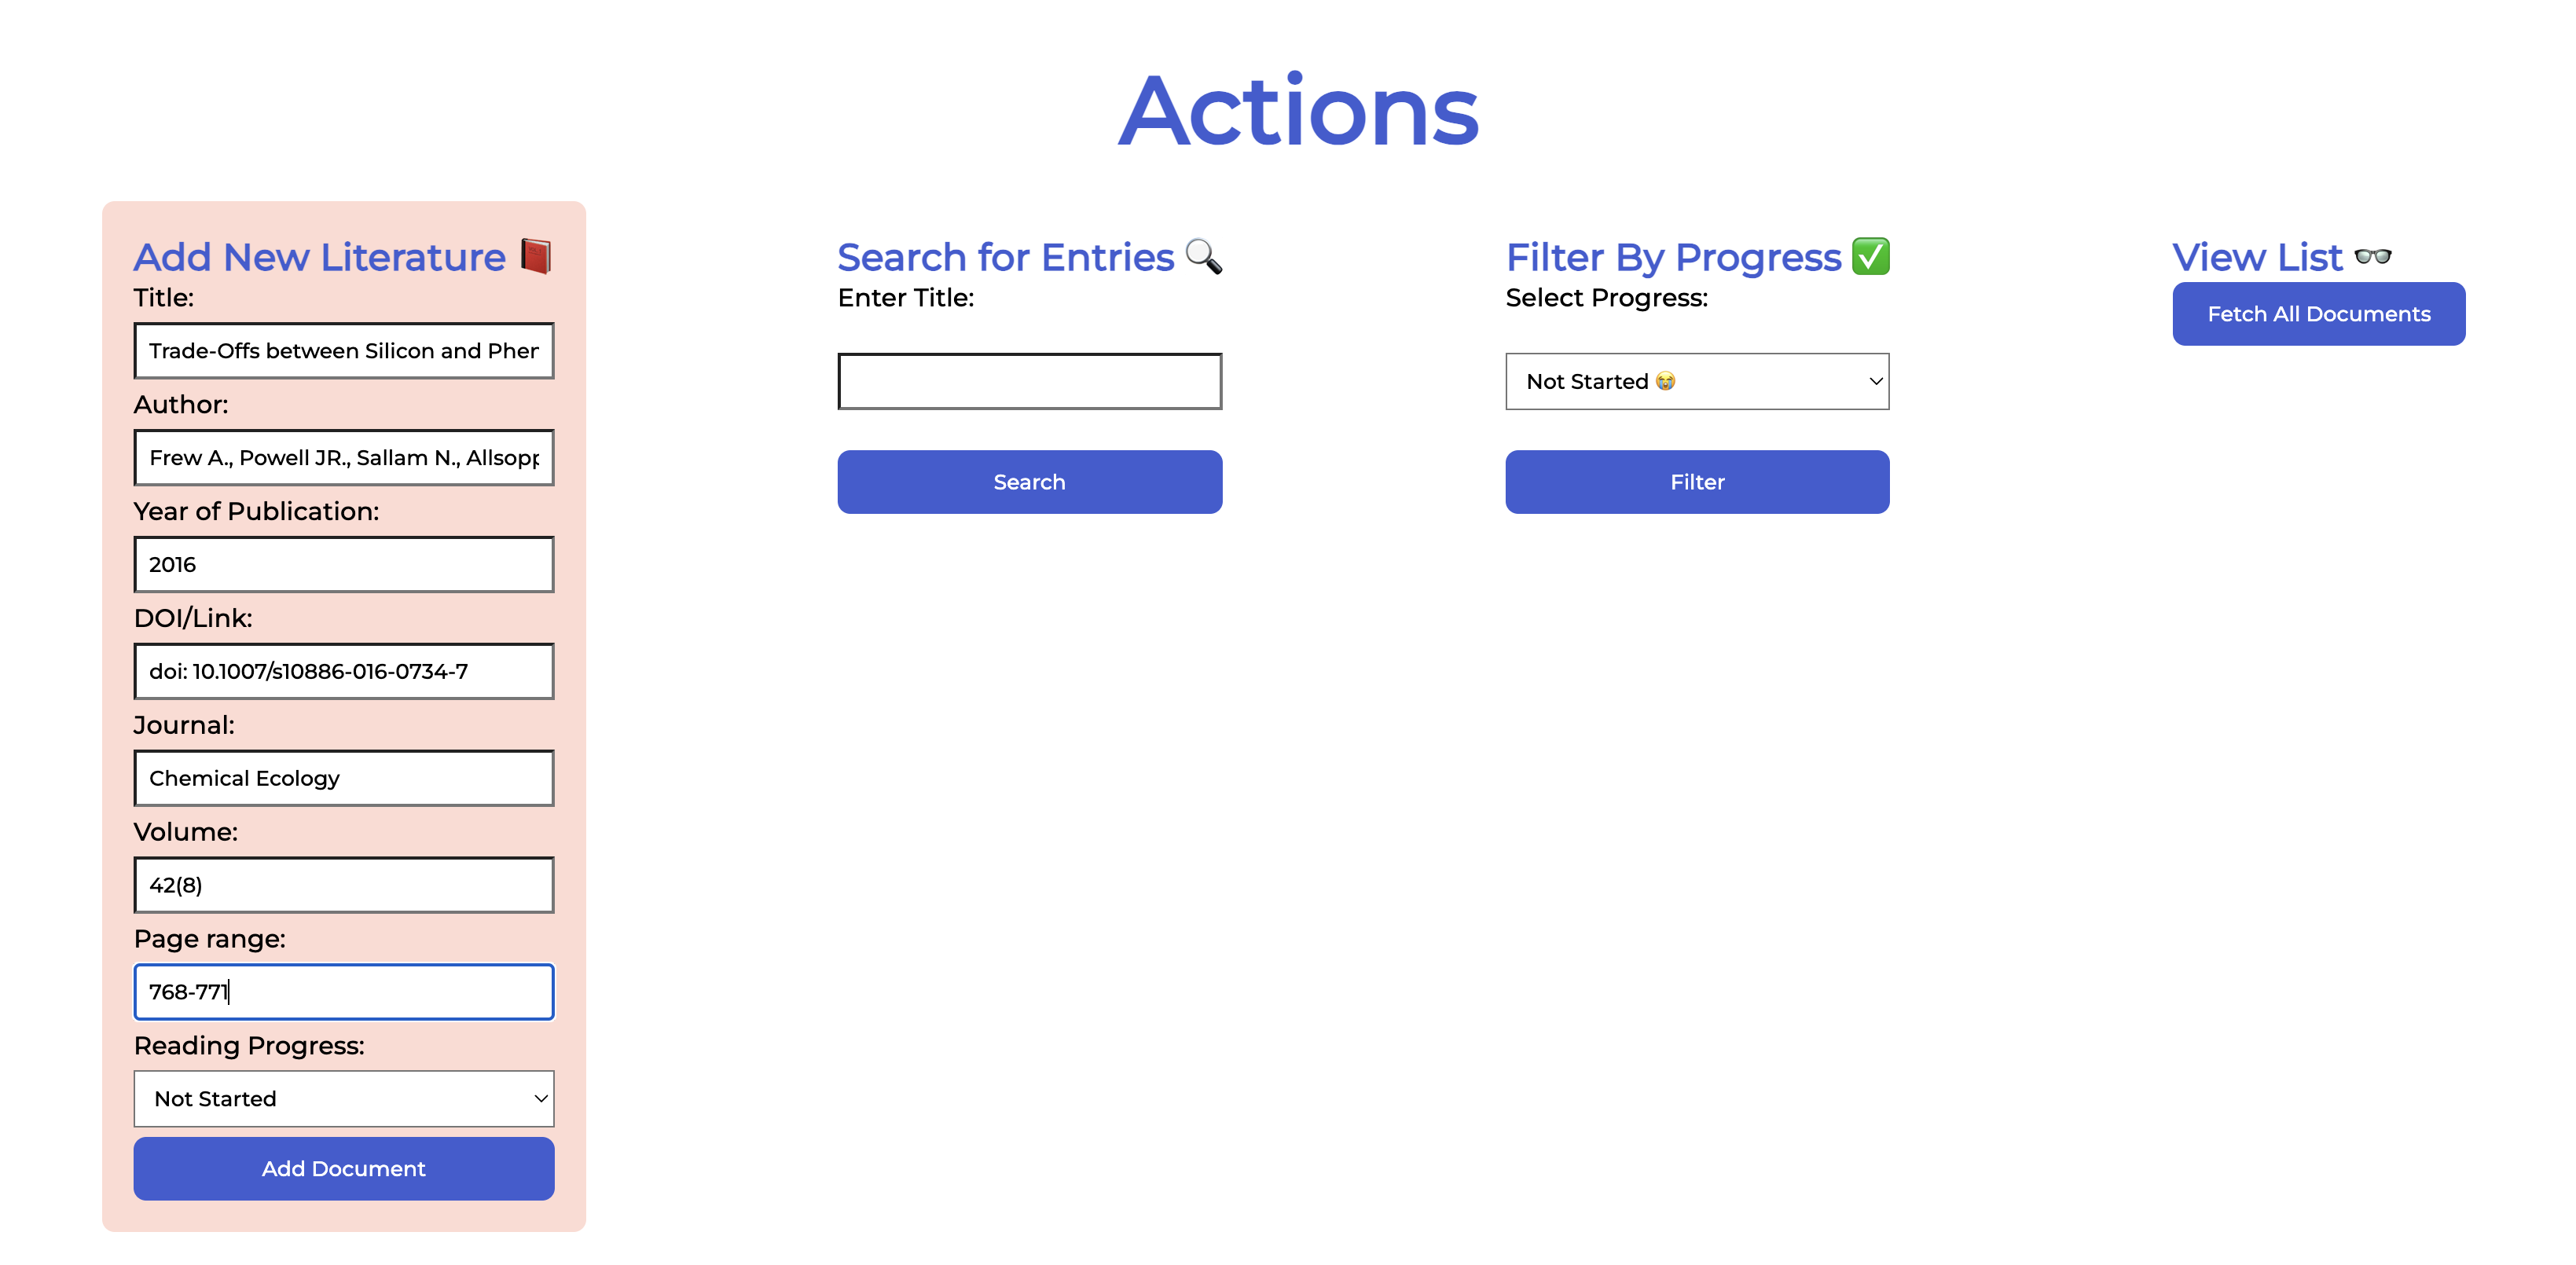 Actions
Add New Literature
Title:
Trade-Offs between Silicon and
Author:
Frew A., Powell JR., Sallam N., Allsopp
Year of Publication:
2016
DOI/Link:
doi: 10.1007/s10886-016-0734-7
Journal:
Chemical Ecology
Volume:
42(8)
Page range:
768-771
Reading Progress:
Not Started
Add Document
Search for Entries
Enter Title:
Search
Filter By Progress
Select Progress:
Not Started 😭
Filter
View List
Fetch All Documents